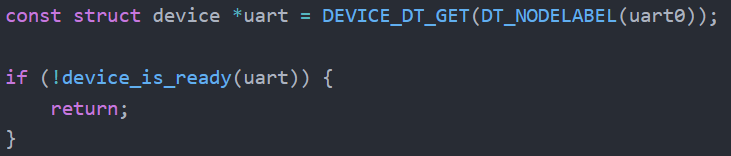 const struct device *uart = DEVICE_DT_GET(DT_NODELABEL(uart0));

if (!device_is_ready(uart)) {
    return;
}